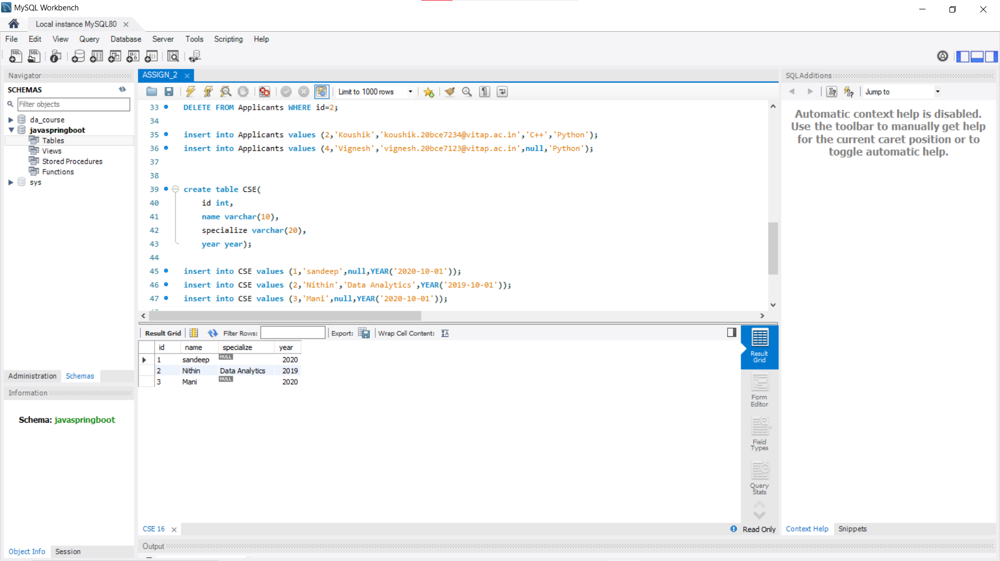 MySQL Workbench
Local instance MySQL80
File Edit View Query Database Server Tools Scripting Help
Navigator
SCHEMAS
Filter objects
da_course
javaspringboot
Tables
Views
Stored Procedures
Functions
sys
Administration Schemas
Information
Schema: javaspringboot
Object Info Session
ASSIGN_2
Limit to 1000 rows
33 DELETE FROM Applicants WHERE id=2;
34
35 insert into Applicants values (2,'Koushik','koushik.20bce7234@vitap.ac.in','C++','Python');
36 insert into Applicants values (4,'Vignesh','vignesh.20bce7123@vitap.ac.in',null,'Python');
37
38
39 create table CSE(
40 id int,
41 name varchar(10),
42 specialize varchar(20),
43 year year);
44
45 insert into CSE values (1,'sandeep',null,YEAR('2020-10-01'));
46 insert into CSE values (2,'Nithin','Data Analytics',YEAR('2019-10-01'));
47 insert into CSE values (3,'Mani',null,YEAR('2020-10-01'));
Result Grid Filter Rows: Export: Wrap Cell Content:
id name specialize year
1 sandeep NULL 2020
2 Nithin Data Analytics 2019
3 Mani NULL 2020
Result
Grid
Form
Editor
Field
Types
Query
Stats
CSE 16
Read Only
Output
SQLAdditions
Jump to
Automatic context help is disabled.
Use the toolbar to manually get help
for the current caret position or to
toggle automatic help.
Context Help Snippets